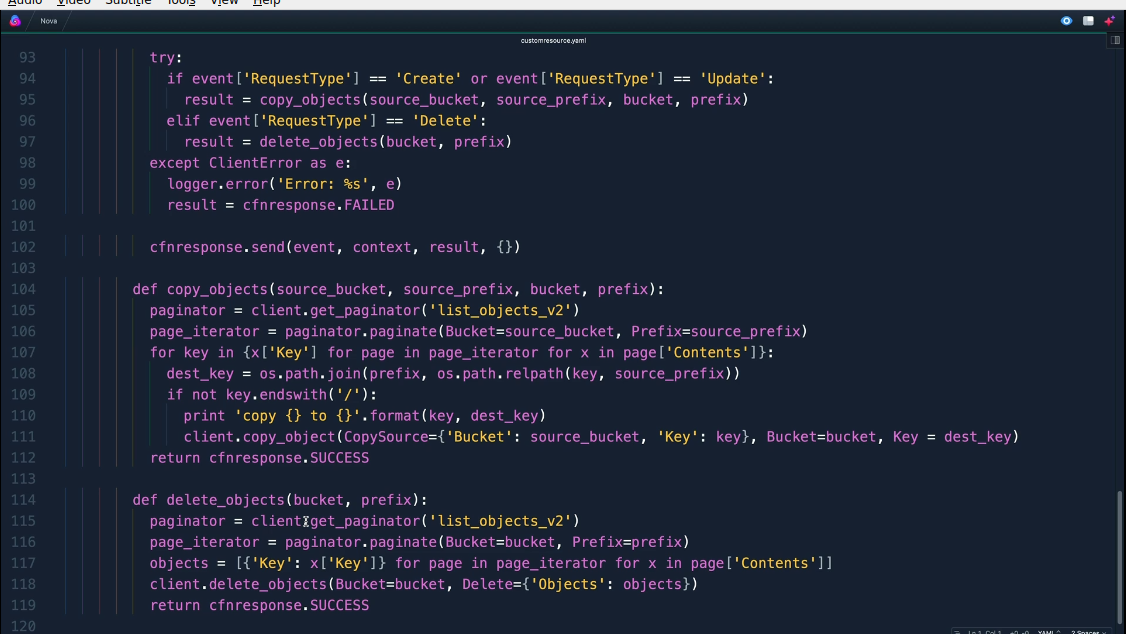 Audio Video Subtitle Tools View Help
Nova
customresource.yaml
93 try:
94 if event['RequestType'] == 'Create' or event['RequestType'] == 'Update':
95 result = copy_objects(source_bucket, source_prefix, bucket, prefix)
96 elif event['RequestType'] == 'Delete':
97 result = delete_objects(bucket, prefix)
98 except ClientError as e:
99 logger.error('Error: %s', e)
100 result = cfnresponse.FAILED
101
102 cfnresponse.send(event, context, result, {})
103
104 def copy_objects(source_bucket, source_prefix, bucket, prefix):
105 paginator = client.get_paginator('list_objects_v2')
106 page_iterator = paginator.paginate(Bucket=source_bucket, Prefix=source_prefix)
107 for key in {x['Key'] for page in page_iterator for x in page['Contents']}:
108 dest_key = os.path.join(prefix, os.path.relpath(key, source_prefix))
109 if not key.endswith('/'):
110 print 'copy {} to {}'.format(key, dest_key)
111 client.copy_object(CopySource={'Bucket': source_bucket, 'Key': key}, Bucket=bucket, Key = dest_key)
112 return cfnresponse.SUCCESS
113
114 def delete_objects(bucket, prefix):
115 paginator = client.get_paginator('list_objects_v2')
116 page_iterator = paginator.paginate(Bucket=bucket, Prefix=prefix)
117 objects = [{'Key': x['Key']} for page in page_iterator for x in page['Contents']]
118 client.delete_objects(Bucket=bucket, Delete={'Objects': objects})
119 return cfnresponse.SUCCESS
120